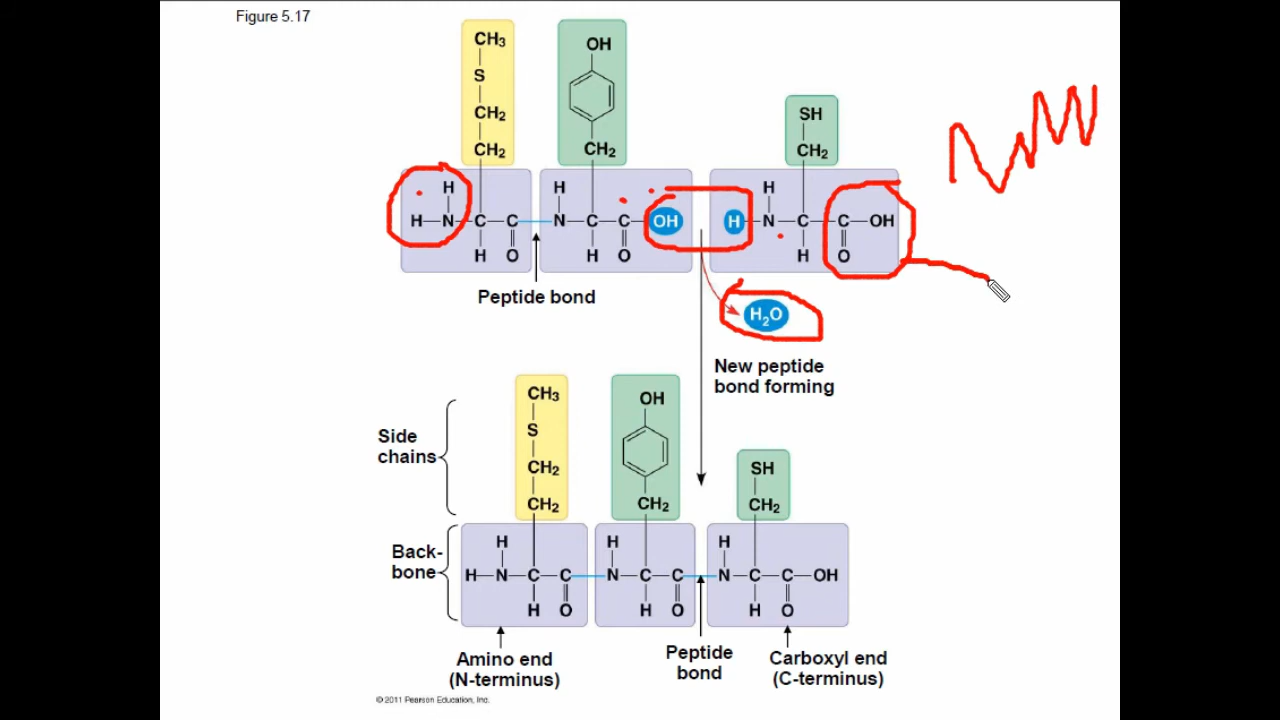 Figure 5.17
CH3
S
CH2
CH2
OH
CH2
SH
CH2
H
H—N—C—C
H O
H
N—C—C
OH
H O
H
H
N—C—C—OH
H O
Peptide bond
H2O
New peptide
bond forming
Side
chains
CH3
S
CH2
CH2
OH
CH2
SH
CH2
Back-
bone
H
H—N—C—C
H O
H
N—C—C
H O
H
N—C—C—OH
H O
Amino end
(N-terminus)
Peptide
bond
Carboxyl end
(C-terminus)
© 2011 Pearson Education, Inc.